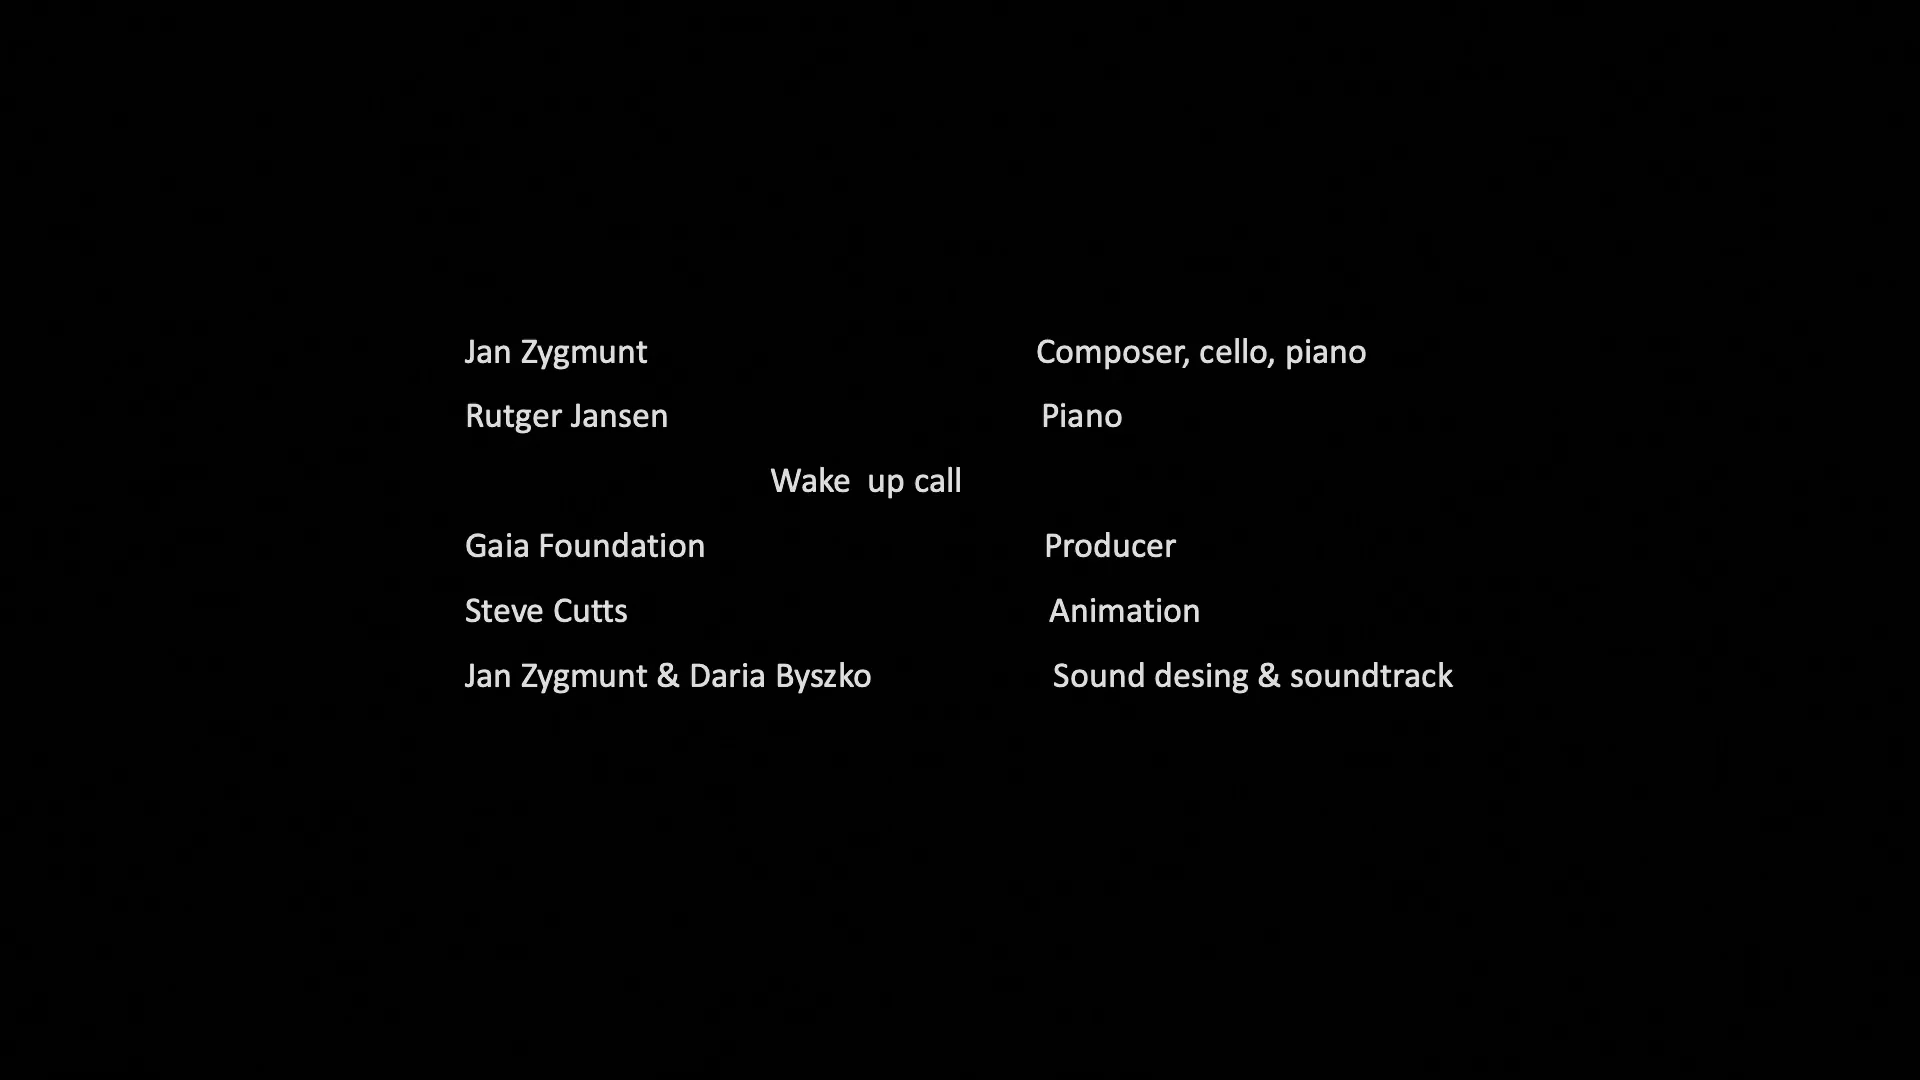 Jan Zygmunt Composer, cello, piano
Rutger Jansen Piano
Wake up call
Gaia Foundation Producer
Steve Cutts Animation
Jan Zygmunt & Daria Byszko Sound desing & soundtrack